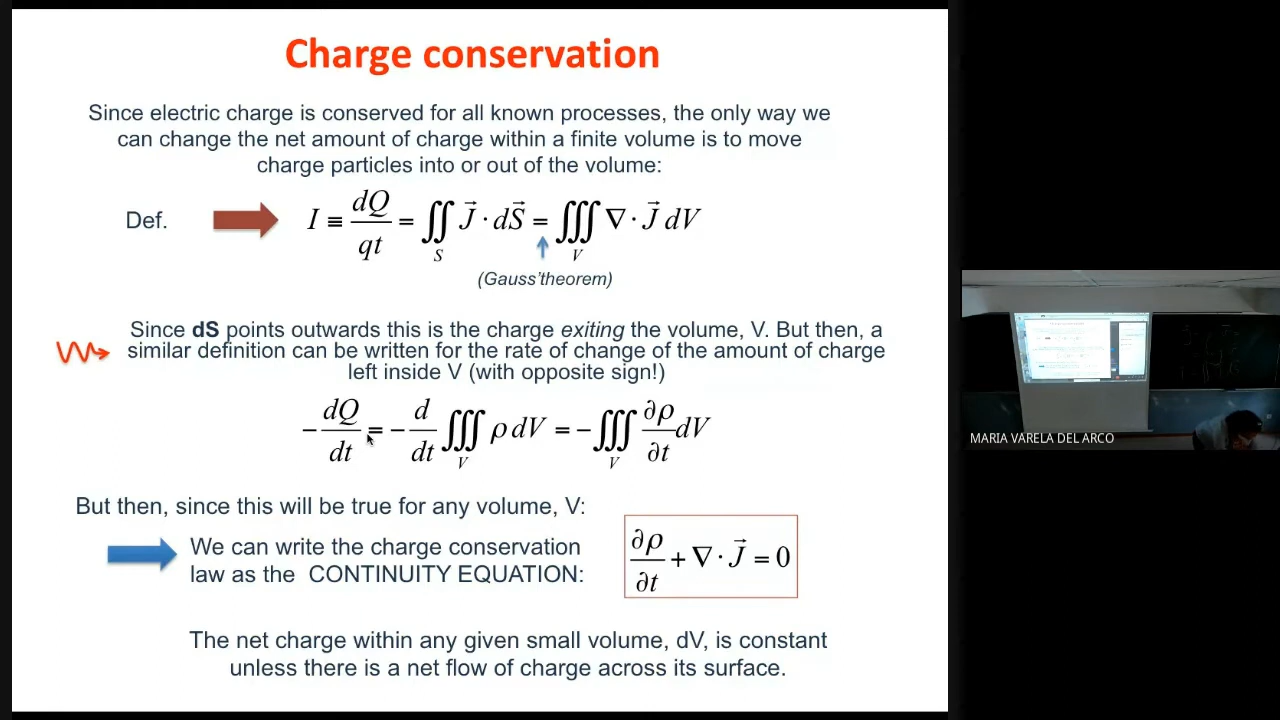 Charge conservation
Since electric charge is conserved for all known processes, the only way we
can change the net amount of charge within a finite volume is to move
charge particles into or out of the volume:
Def. I ≡ dQ/qt = ∬_S J⃗ · dS⃗ = ∭_V ∇ · J⃗ dV
(Gauss'theorem)
Since dS points outwards this is the charge exiting the volume, V. But then, a
similar definition can be written for the rate of change of the amount of charge
left inside V (with opposite sign!)
− dQ/dt = − d/dt ∭_V ρ dV = − ∭_V ∂ρ/∂t dV
But then, since this will be true for any volume, V:
We can write the charge conservation
law as the CONTINUITY EQUATION:
∂ρ/∂t + ∇ · J⃗ = 0
The net charge within any given small volume, dV, is constant
unless there is a net flow of charge across its surface.
MARIA VARELA DEL ARCO